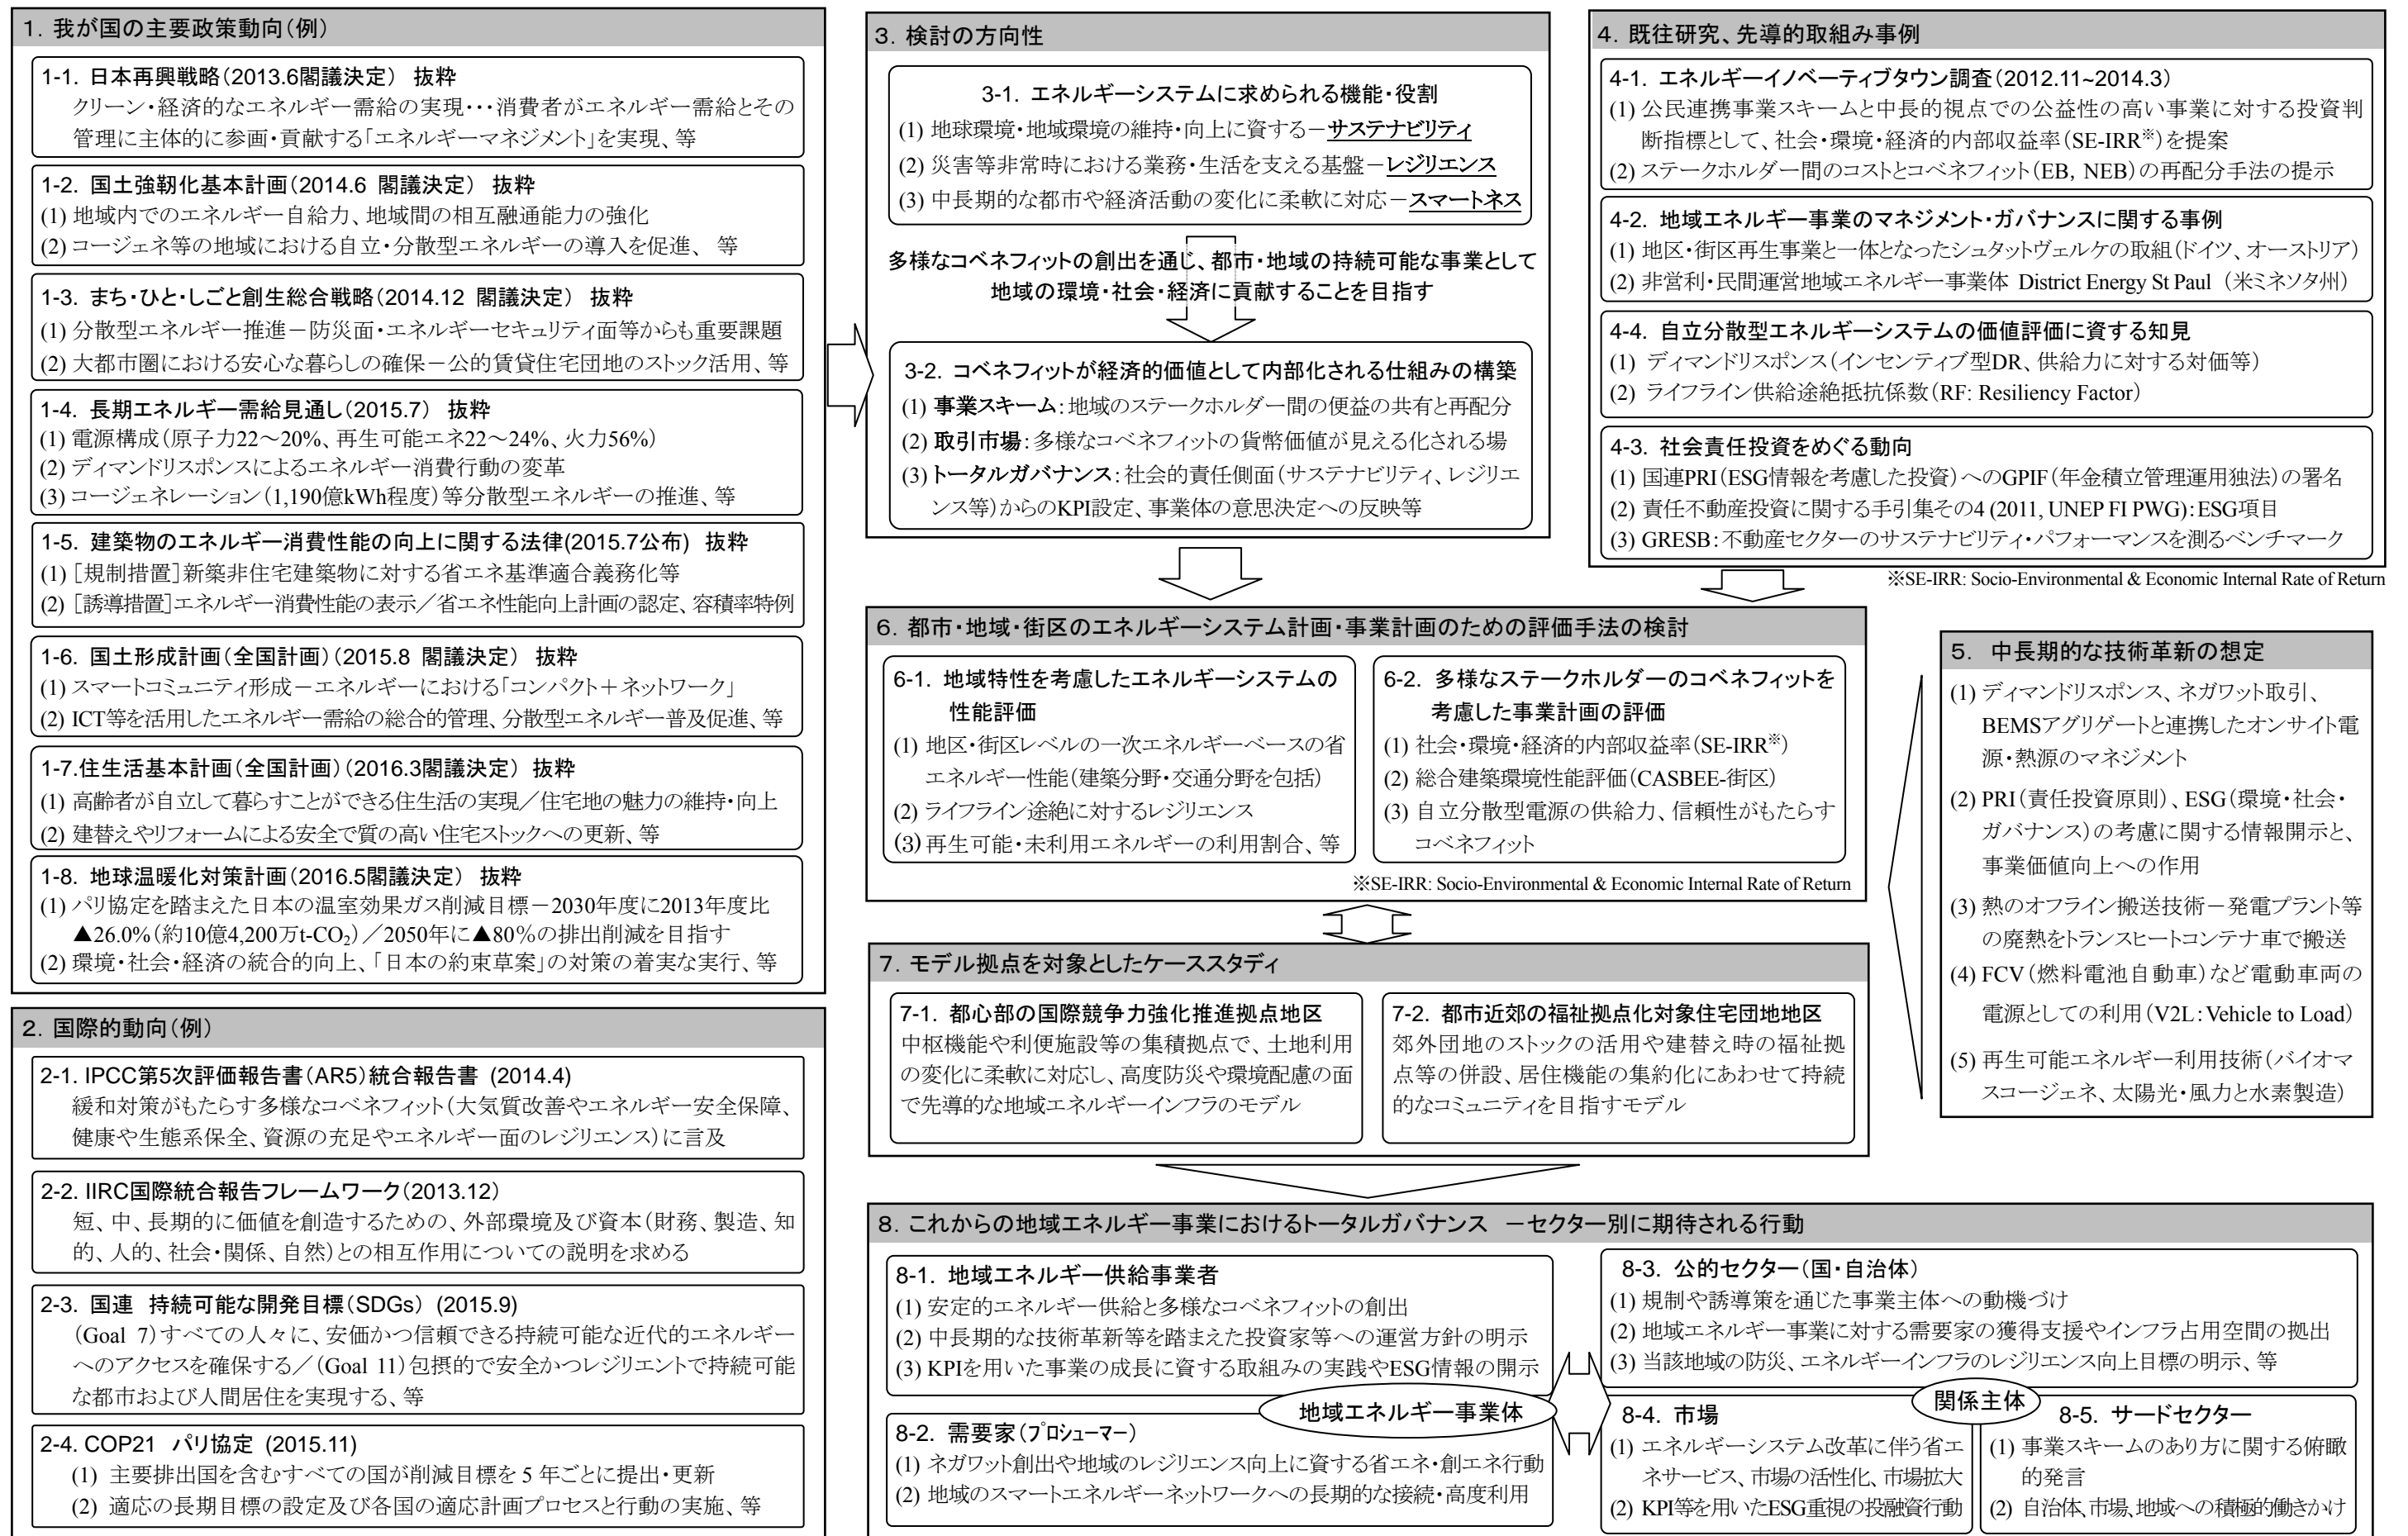 1. 我が国の主要政策動向(例)
1-1. 日本再興戦略(2013.6閣議決定) 抜粋
クリーン・経済的なエネルギー需給の実現・・・消費者がエネルギー需給とその
管理に主体的に参画・貢献する「エネルギーマネジメント」を実現、等
1-2. 国土強靭化基本計画(2014.6 閣議決定) 抜粋
(1) 地域内でのエネルギー自給力、地域間の相互融通能力の強化
(2) コージェネ等の地域における自立・分散型エネルギーの導入を促進、 等
1-3. まち・ひと・しごと創生総合戦略(2014.12 閣議決定) 抜粋
(1) 分散型エネルギー推進－防災面・エネルギーセキュリティ面等からも重要課題
(2) 大都市圏における安心な暮らしの確保－公的賃貸住宅団地のストック活用、等
1-4. 長期エネルギー需給見通し(2015.7) 抜粋
(1) 電源構成(原子力22～20%、再生可能エネ22～24%、火力56%)
(2) ディマンドリスポンスによるエネルギー消費行動の変革
(3) コージェネレーション(1,190億kWh程度)等分散型エネルギーの推進、等
1-5. 建築物のエネルギー消費性能の向上に関する法律(2015.7公布) 抜粋
(1) [規制措置]新築非住宅建築物に対する省エネ基準適合義務化等
(2) [誘導措置]エネルギー消費性能の表示／省エネ性能向上計画の認定、容積率特例
1-6. 国土形成計画(全国計画)(2015.8 閣議決定) 抜粋
(1) スマートコミュニティ形成－エネルギーにおける「コンパクト＋ネットワーク」
(2) ICT等を活用したエネルギー需給の総合的管理、分散型エネルギー普及促進、等
1-7.住生活基本計画(全国計画)(2016.3閣議決定) 抜粋
(1) 高齢者が自立して暮らすことができる住生活の実現／住宅地の魅力の維持・向上
(2) 建替えやリフォームによる安全で質の高い住宅ストックへの更新、等
1-8. 地球温暖化対策計画(2016.5閣議決定) 抜粋
(1) パリ協定を踏まえた日本の温室効果ガス削減目標－2030年度に2013年度比
▲26.0%(約10億4,200万t-CO₂)／2050年に▲80％の排出削減を目指す
(2) 環境・社会・経済の統合的向上、「日本の約束草案」の対策の着実な実行、等
2. 国際的動向(例)
2-1. IPCC第5次評価報告書(AR5)統合報告書 (2014.4)
緩和対策がもたらす多様なコベネフィット(大気質改善やエネルギー安全保障、
健康や生態系保全、資源の充足やエネルギー面のレジリエンス)に言及
2-2. IIRC国際統合報告フレームワーク(2013.12)
短、中、長期的に価値を創造するための、外部環境及び資本(財務、製造、知
的、人的、社会・関係、自然)との相互作用についての説明を求める
2-3. 国連 持続可能な開発目標(SDGs) (2015.9)
(Goal 7)すべての人々に、安価かつ信頼できる持続可能な近代的エネルギー
へのアクセスを確保する／(Goal 11)包摂的で安全かつレジリエントで持続可能
な都市および人間居住を実現する、等
2-4. COP21 パリ協定 (2015.11)
(1) 主要排出国を含むすべての国が削減目標を 5 年ごとに提出・更新
(2) 適応の長期目標の設定及び各国の適応計画プロセスと行動の実施、等
3. 検討の方向性
3-1. エネルギーシステムに求められる機能・役割
(1) 地球環境・地域環境の維持・向上に資する－サステナビリティ
(2) 災害等非常時における業務・生活を支える基盤－レジリエンス
(3) 中長期的な都市や経済活動の変化に柔軟に対応－スマートネス
多様なコベネフィットの創出を通じ、都市・地域の持続可能な事業として
地域の環境・社会・経済に貢献することを目指す
3-2. コベネフィットが経済的価値として内部化される仕組みの構築
(1) 事業スキーム:地域のステークホルダー間の便益の共有と再配分
(2) 取引市場:多様なコベネフィットの貨幣価値が見える化される場
(3) トータルガバナンス:社会的責任側面(サステナビリティ、レジリエ
ンス等)からのKPI設定、事業体の意思決定への反映等
4. 既往研究、先導的取組み事例
4-1. エネルギーイノベーティブタウン調査(2012.11~2014.3)
(1) 公民連携事業スキームと中長的視点での公益性の高い事業に対する投資判
断指標として、社会・環境・経済的内部収益率(SE-IRR※)を提案
(2) ステークホルダー間のコストとコベネフィット(EB, NEB)の再配分手法の提示
4-2. 地域エネルギー事業のマネジメント・ガバナンスに関する事例
(1) 地区・街区再生事業と一体となったシュタットヴェルケの取組(ドイツ、オーストリア)
(2) 非営利・民間運営地域エネルギー事業体 District Energy St Paul (米ミネソタ州)
4-4. 自立分散型エネルギーシステムの価値評価に資する知見
(1) ディマンドリスポンス(インセンティブ型DR、供給力に対する対価等)
(2) ライフライン供給途絶抵抗係数(RF: Resiliency Factor)
4-3. 社会責任投資をめぐる動向
(1) 国連PRI(ESG情報を考慮した投資)へのGPIF(年金積立管理運用独法)の署名
(2) 責任不動産投資に関する手引集その4 (2011, UNEP FI PWG):ESG項目
(3) GRESB:不動産セクターのサステナビリティ・パフォーマンスを測るベンチマーク
※SE-IRR: Socio-Environmental & Economic Internal Rate of Return
6. 都市・地域・街区のエネルギーシステム計画・事業計画のための評価手法の検討
6-1. 地域特性を考慮したエネルギーシステムの
性能評価
(1) 地区・街区レベルの一次エネルギーベースの省
エネルギー性能(建築分野・交通分野を包括)
(2) ライフライン途絶に対するレジリエンス
(3) 再生可能・未利用エネルギーの利用割合、等
6-2. 多様なステークホルダーのコベネフィットを
考慮した事業計画の評価
(1) 社会・環境・経済的内部収益率(SE-IRR※)
(2) 総合建築環境性能評価(CASBEE-街区)
(3) 自立分散型電源の供給力、信頼性がもたらす
コベネフィット
※SE-IRR: Socio-Environmental & Economic Internal Rate of Return
5. 中長期的な技術革新の想定
(1) ディマンドリスポンス、ネガワット取引、
BEMSアグリゲートと連携したオンサイト電
源・熱源のマネジメント
(2) PRI(責任投資原則)、ESG(環境・社会・
ガバナンス)の考慮に関する情報開示と、
事業価値向上への作用
(3) 熱のオフライン搬送技術－発電プラント等
の廃熱をトランスヒートコンテナ車で搬送
(4) FCV(燃料電池自動車)など電動車両の
電源としての利用(V2L:Vehicle to Load)
(5) 再生可能エネルギー利用技術(バイオマ
スコージェネ、太陽光・風力と水素製造)
7. モデル拠点を対象としたケーススタディ
7-1. 都心部の国際競争力強化推進拠点地区
中枢機能や利便施設等の集積拠点で、土地利用
の変化に柔軟に対応し、高度防災や環境配慮の面
で先導的な地域エネルギーインフラのモデル
7-2. 都市近郊の福祉拠点化対象住宅団地地区
郊外団地のストックの活用や建替え時の福祉拠
点等の併設、居住機能の集約化にあわせて持続
的なコミュニティを目指すモデル
8. これからの地域エネルギー事業におけるトータルガバナンス －セクター別に期待される行動
8-1. 地域エネルギー供給事業者
(1) 安定的エネルギー供給と多様なコベネフィットの創出
(2) 中長期的な技術革新等を踏まえた投資家等への運営方針の明示
(3) KPIを用いた事業の成長に資する取組みの実践やESG情報の開示
地域エネルギー事業体
8-2. 需要家(プロシューマー)
(1) ネガワット創出や地域のレジリエンス向上に資する省エネ・創エネ行動
(2) 地域のスマートエネルギーネットワークへの長期的な接続・高度利用
8-3. 公的セクター(国・自治体)
(1) 規制や誘導策を通じた事業主体への動機づけ
(2) 地域エネルギー事業に対する需要家の獲得支援やインフラ占用空間の拠出
(3) 当該地域の防災、エネルギーインフラのレジリエンス向上目標の明示、等
関係主体
8-4. 市場
(1) エネルギーシステム改革に伴う省エ
ネサービス、市場の活性化、市場拡大
(2) KPI等を用いたESG重視の投融資行動
8-5. サードセクター
(1) 事業スキームのあり方に関する俯瞰
的発言
(2) 自治体、市場、地域への積極的働きかけ